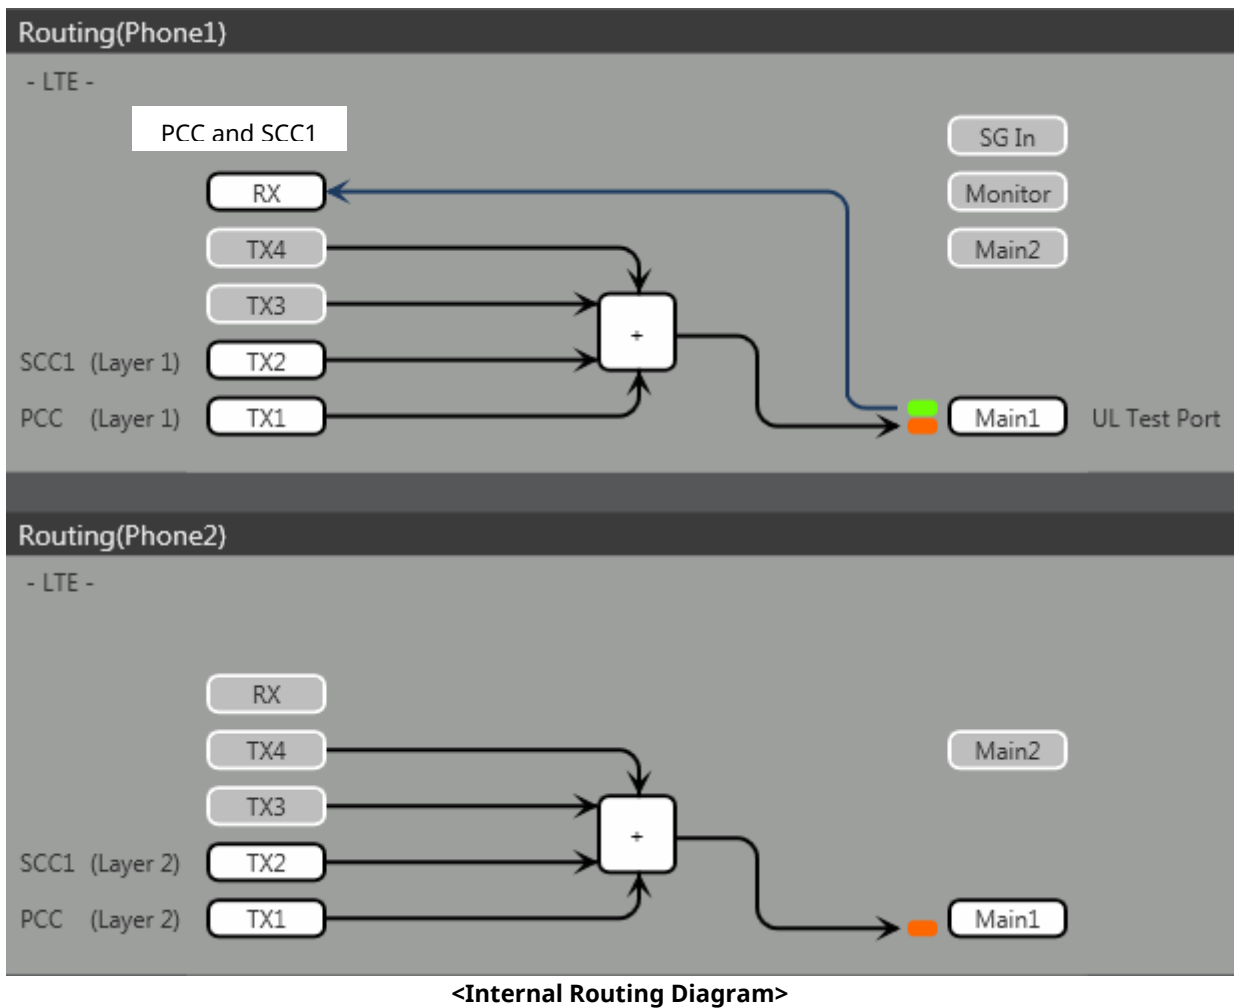 Routing(Phone1)
- LTE -
PCC and SCC1
SG In
RX
Monitor
TX4
Main2
TX3
+
SCC1 (Layer 1) TX2
PCC (Layer 1) TX1
Main1 UL Test Port
Routing(Phone2)
- LTE -
RX
TX4
Main2
TX3
+
SCC1 (Layer 2) TX2
PCC (Layer 2) TX1
Main1
<Internal Routing Diagram>